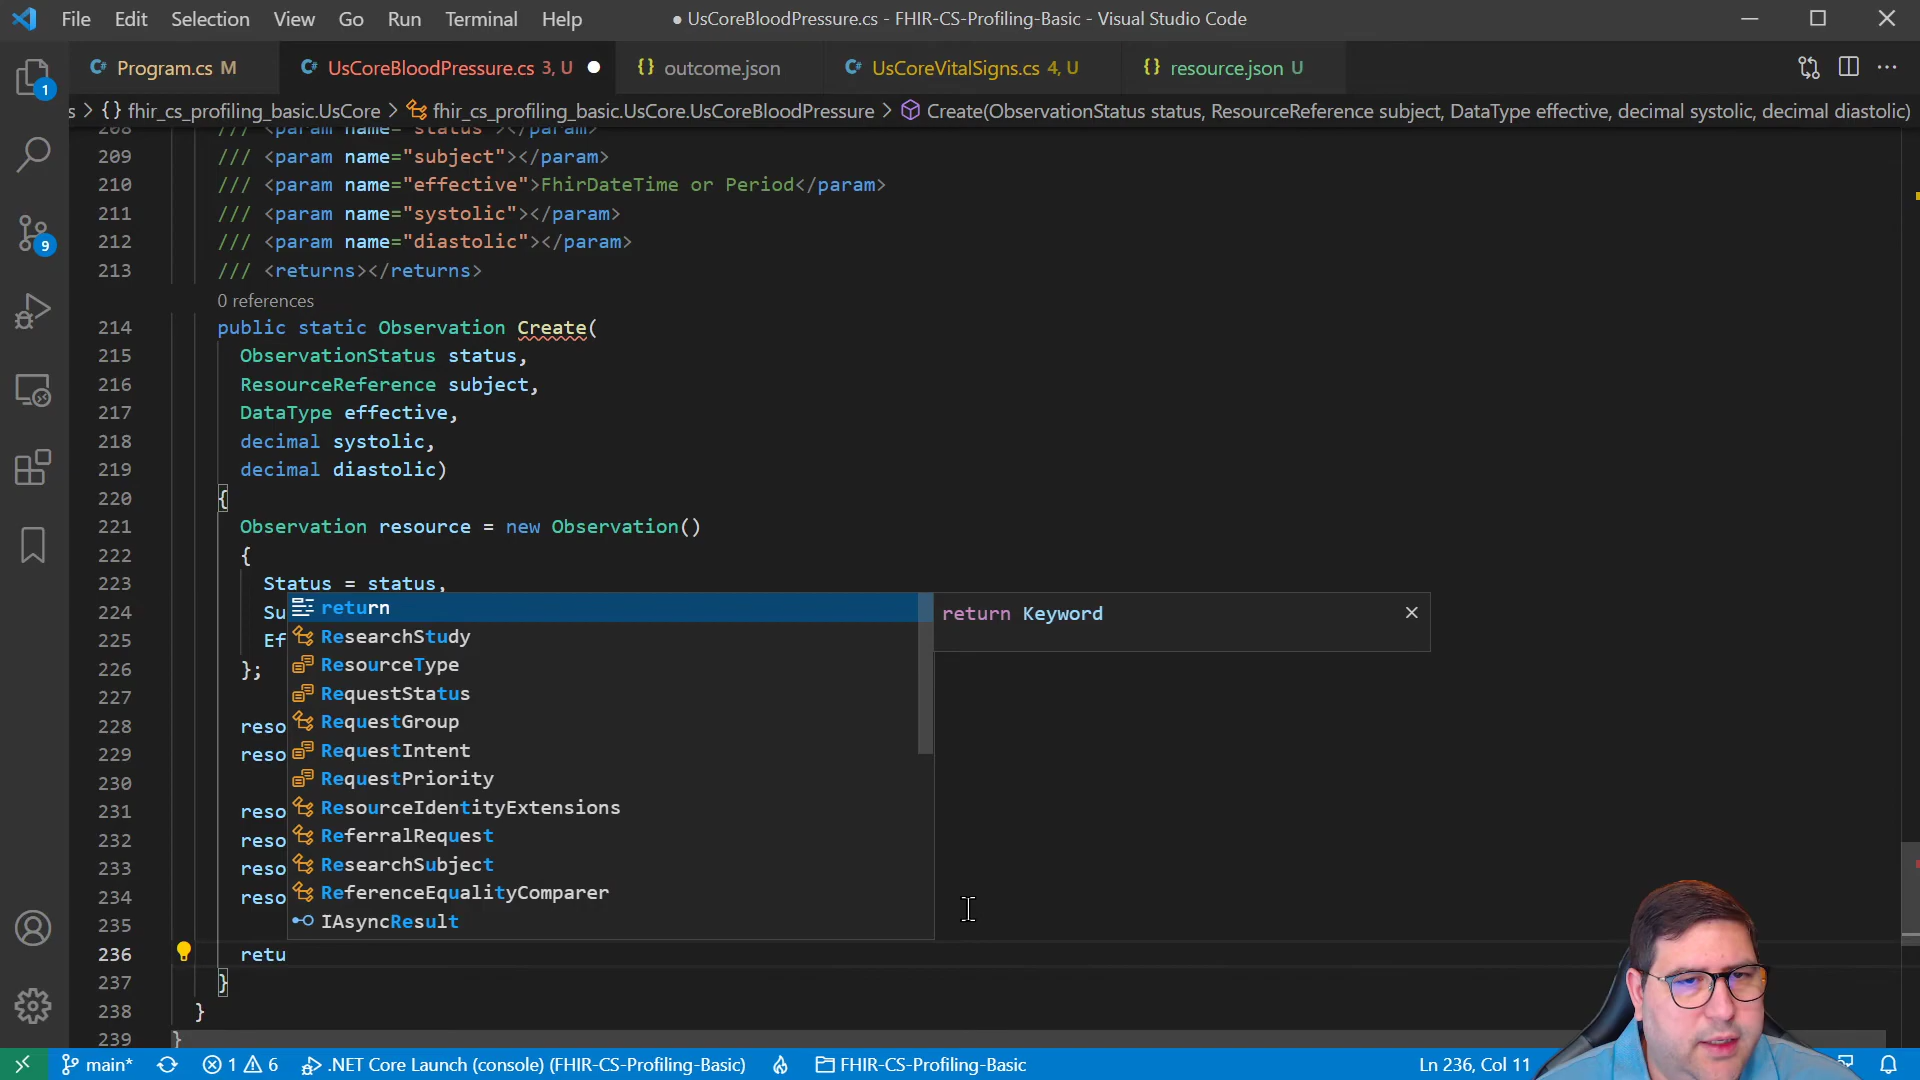 File Edit Selection View Go Run Terminal Help
● UsCoreBloodPressure.cs - FHIR-CS-Profiling-Basic - Visual Studio Code
Program.cs M
UsCoreBloodPressure.cs 3, U
outcome.json
UsCoreVitalSigns.cs 4, U
resource.json U
s > {} fhir_cs_profiling_basic.UsCore > fhir_cs_profiling_basic.UsCore.UsCoreBloodPressure > Create(ObservationStatus status, ResourceReference subject, DataType effective, decimal systolic, decimal diastolic)
208 /// <param name="status"></param>
209 /// <param name="subject"></param>
210 /// <param name="effective">FhirDateTime or Period</param>
211 /// <param name="systolic"></param>
212 /// <param name="diastolic"></param>
213 /// <returns></returns>
0 references
214 public static Observation Create(
215 ObservationStatus status,
216 ResourceReference subject,
217 DataType effective,
218 decimal systolic,
219 decimal diastolic)
220 {
221 Observation resource = new Observation()
222 {
223 Status = status,
224 Su
225 Ef
226 };
227
228 reso
229 reso
230
231 reso
232 reso
233 reso
234 reso
235
236 retu
237 }
238 }
239 }
return
ResearchStudy
ResourceType
RequestStatus
RequestGroup
RequestIntent
RequestPriority
ResourceIdentityExtensions
ReferralRequest
ResearchSubject
ReferenceEqualityComparer
IAsyncResult
return Keyword
1
9
main* 1 6 .NET Core Launch (console) (FHIR-CS-Profiling-Basic) FHIR-CS-Profiling-Basic Ln 236, Col 11